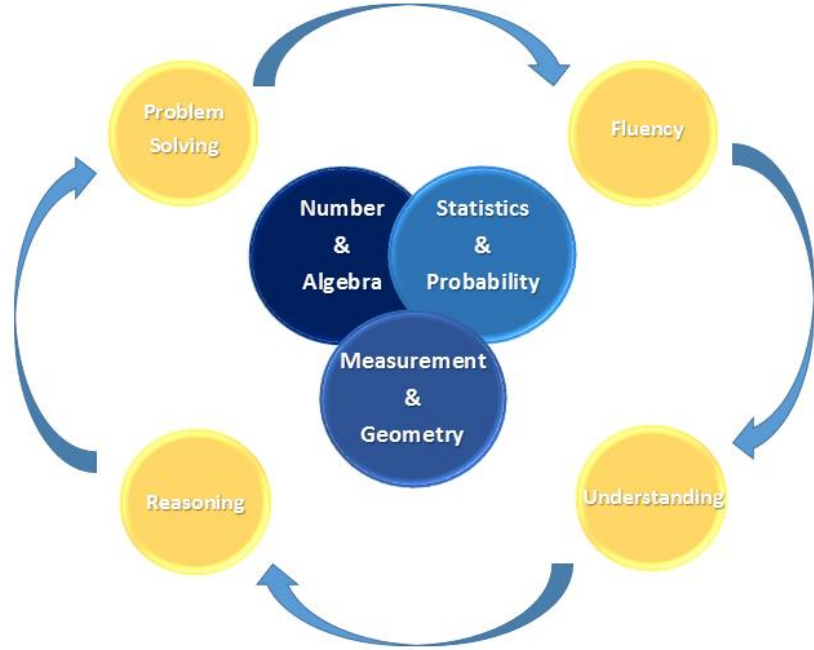 Problem
Solving
Fluency
Number
&
Algebra
Statistics
&
Probability
Measurement
&
Geometry
Reasoning
Understanding